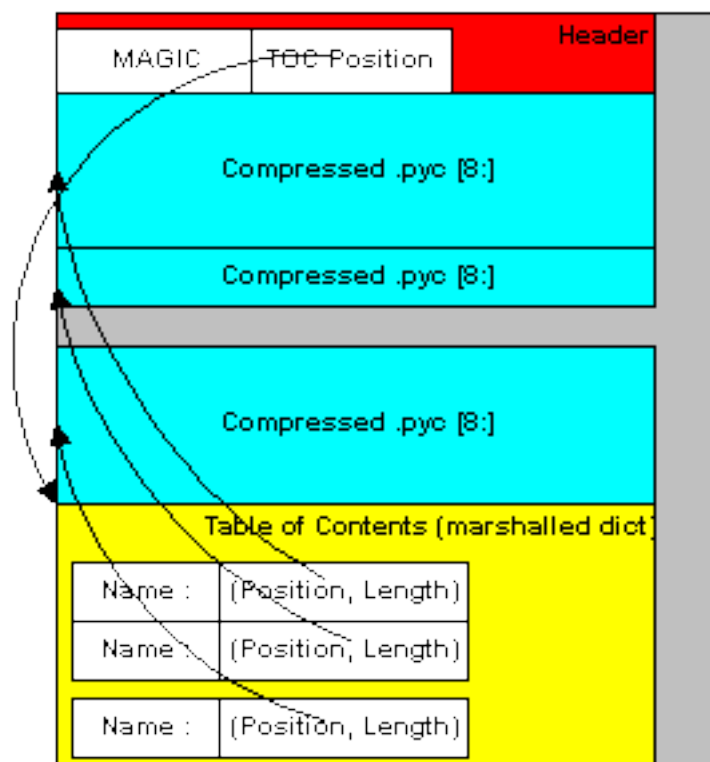 Header
MAGIC TOC Position
Compressed .pyc [8:]
Compressed .pyc [8:]
Compressed .pyc [8:]
Table of Contents (marshalled dict)
Name : (Position, Length)
Name : (Position, Length)
Name : (Position, Length)